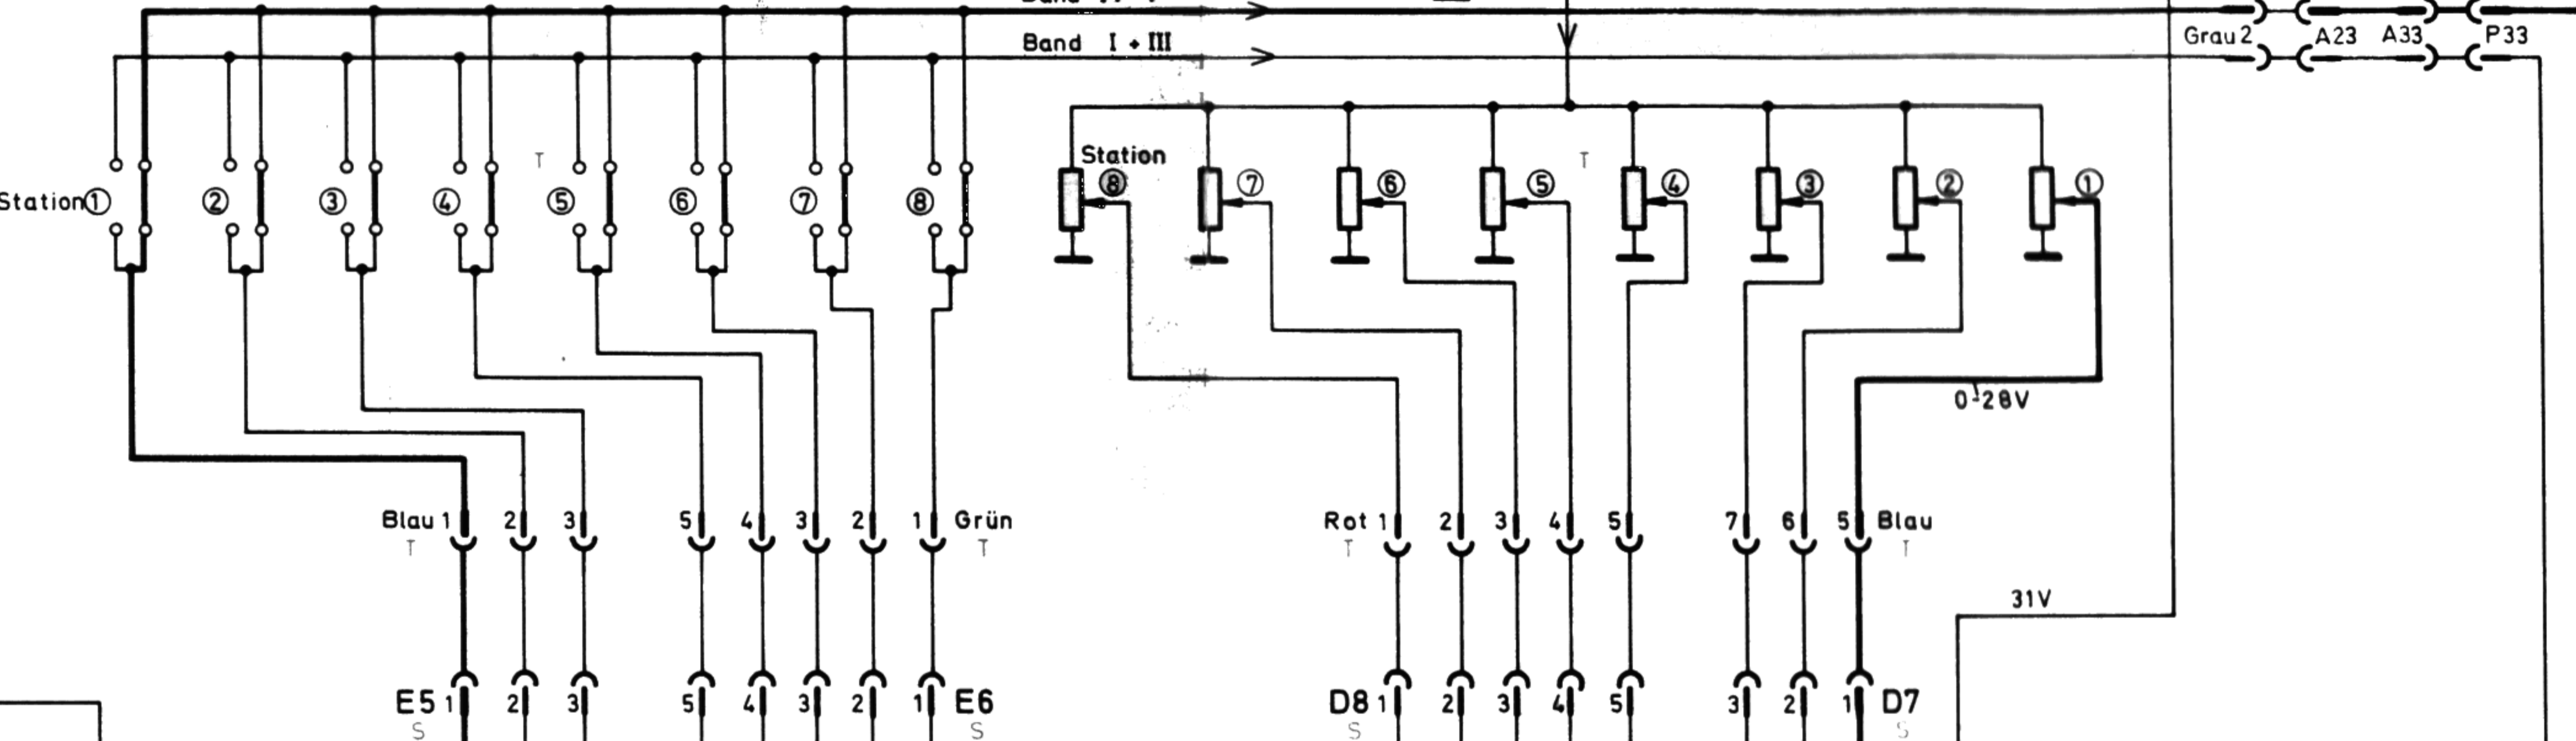 Band
Band I + III
Grau 2 A23 A33 P33
Station
T T
Station ① ② ③ ④ ⑤ ⑥ ⑦ ⑧
⑧ ⑦ ⑥ ⑤ ④ ③ ② ①
0-28V
Blau 1 2 3 5 4 3 2 1 Grün
T T
Rot 1 2 3 4 5 7 6 5 Blau
T T
31V
E5 1 2 3 5 4 3 2 1 E6
S S
D8 1 2 3 4 5 3 2 1 D7
S S